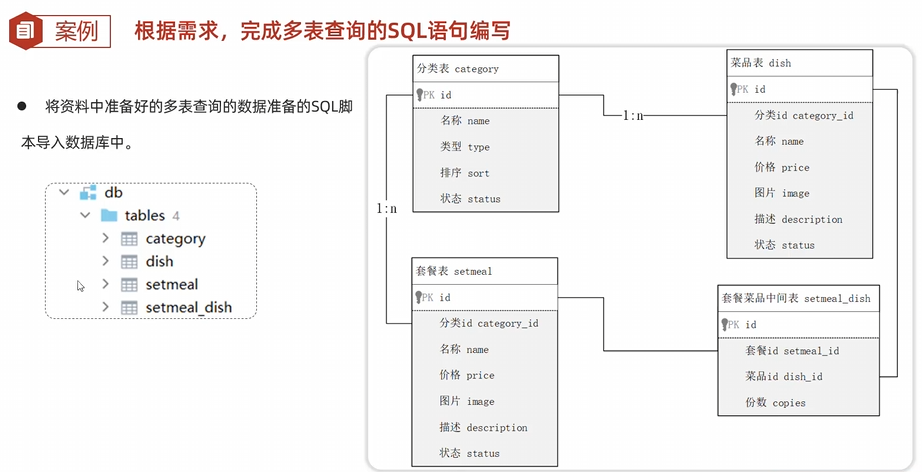 案例
根据需求，完成多表查询的SQL语句编写
● 将资料中准备好的多表查询的数据准备的SQL脚
本导入数据库中。
db
tables 4
category
dish
setmeal
setmeal_dish
分类表 category
PK id
名称 name
类型 type
排序 sort
状态 status
1:n
1:n
菜品表 dish
PK id
分类id category_id
名称 name
价格 price
图片 image
描述 description
状态 status
套餐表 setmeal
PK id
分类id category_id
名称 name
价格 price
图片 image
描述 description
状态 status
套餐菜品中间表 setmeal_dish
PK id
套餐id setmeal_id
菜品id dish_id
份数 copies